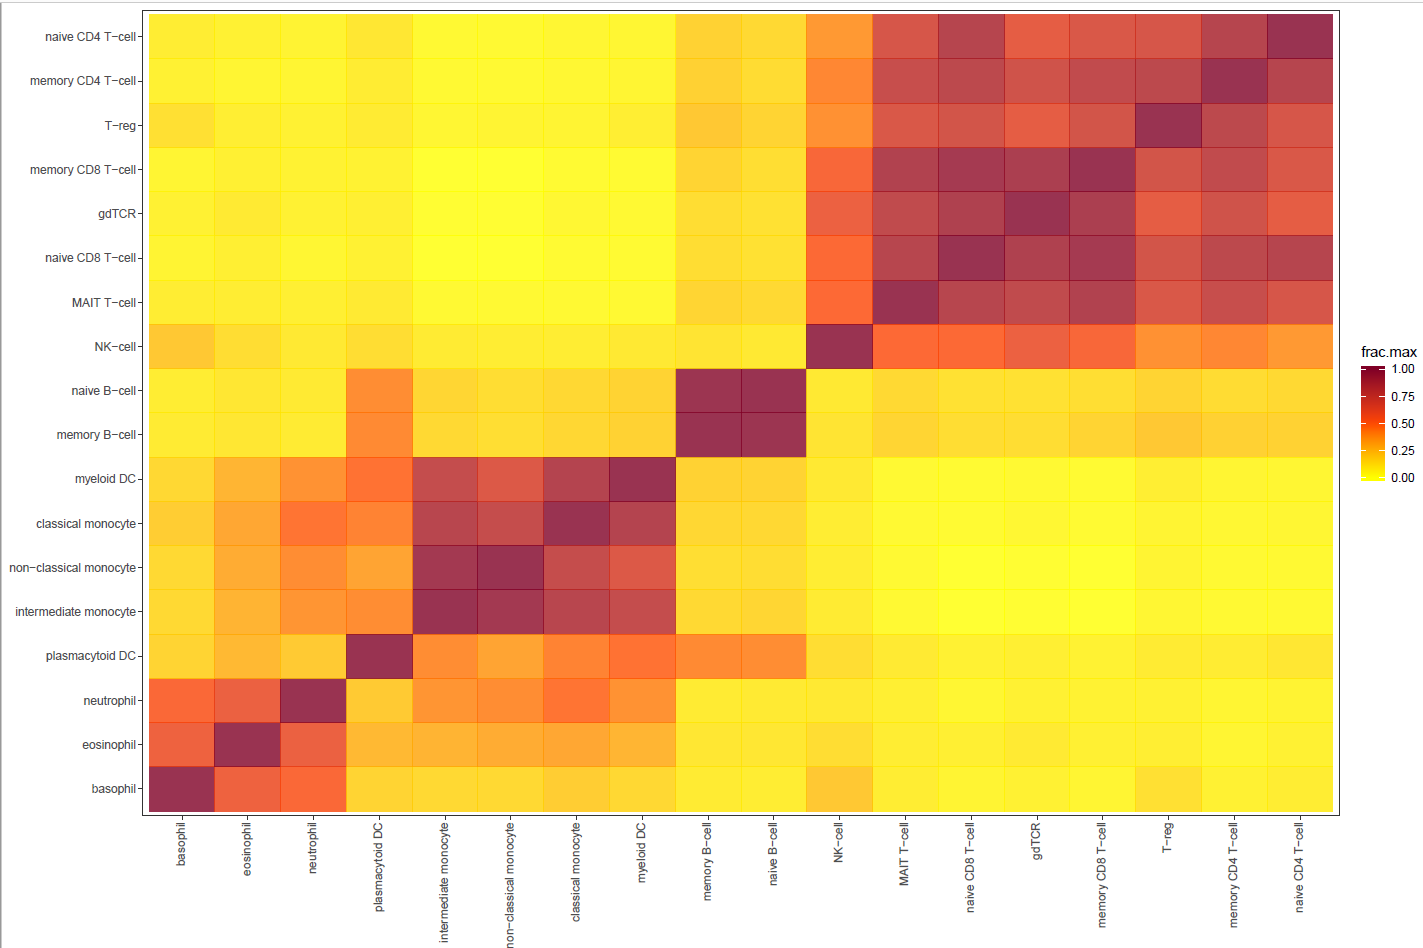 naive CD4 T−cell
memory CD4 T−cell
T−reg
memory CD8 T−cell
gdTCR
naive CD8 T−cell
MAIT T−cell
NK−cell
naive B−cell
memory B−cell
myeloid DC
classical monocyte
non−classical monocyte
intermediate monocyte
plasmacytoid DC
neutrophil
eosinophil
basophil
basophil
eosinophil
neutrophil
plasmacytoid DC
intermediate monocyte
non−classical monocyte
classical monocyte
myeloid DC
memory B−cell
naive B−cell
NK−cell
MAIT T−cell
naive CD8 T−cell
gdTCR
memory CD8 T−cell
T−reg
memory CD4 T−cell
naive CD4 T−cell
frac.max
1.00
0.75
0.50
0.25
0.00